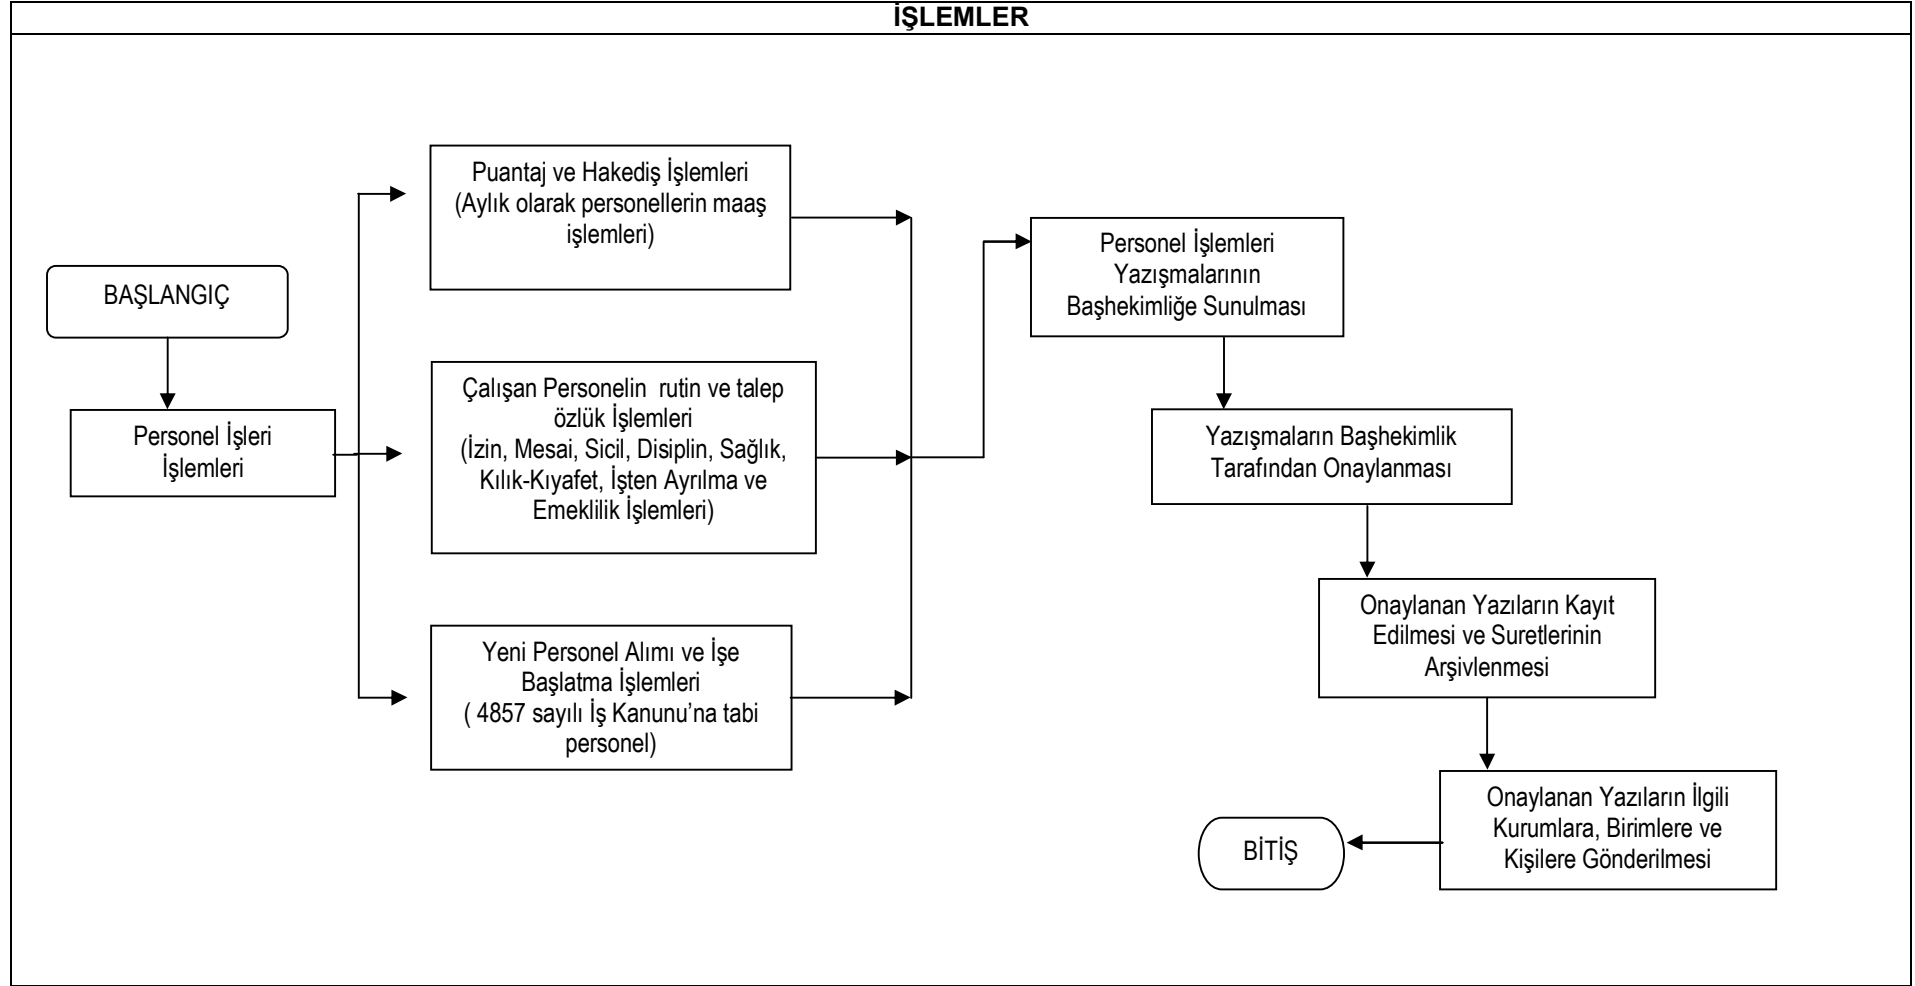 İŞLEMLER
BAŞLANGIÇ
Personel İşleri
İşlemleri
Puantaj ve Hakediş İşlemleri
(Aylık olarak personellerin maaş
işlemleri)
Çalışan Personelin  rutin ve talep
özlük İşlemleri
(İzin, Mesai, Sicil, Disiplin, Sağlık,
Kılık-Kıyafet, İşten Ayrılma ve
Emeklilik İşlemleri)
Yeni Personel Alımı ve İşe
Başlatma İşlemleri
( 4857 sayılı İş Kanunu’na tabi
personel)
Personel İşlemleri
Yazışmalarının
Başhekimliğe Sunulması
Yazışmaların Başhekimlik
Tarafından Onaylanması
Onaylanan Yazıların Kayıt
Edilmesi ve Suretlerinin
Arşivlenmesi
Onaylanan Yazıların İlgili
Kurumlara, Birimlere ve
Kişilere Gönderilmesi
BİTİŞ